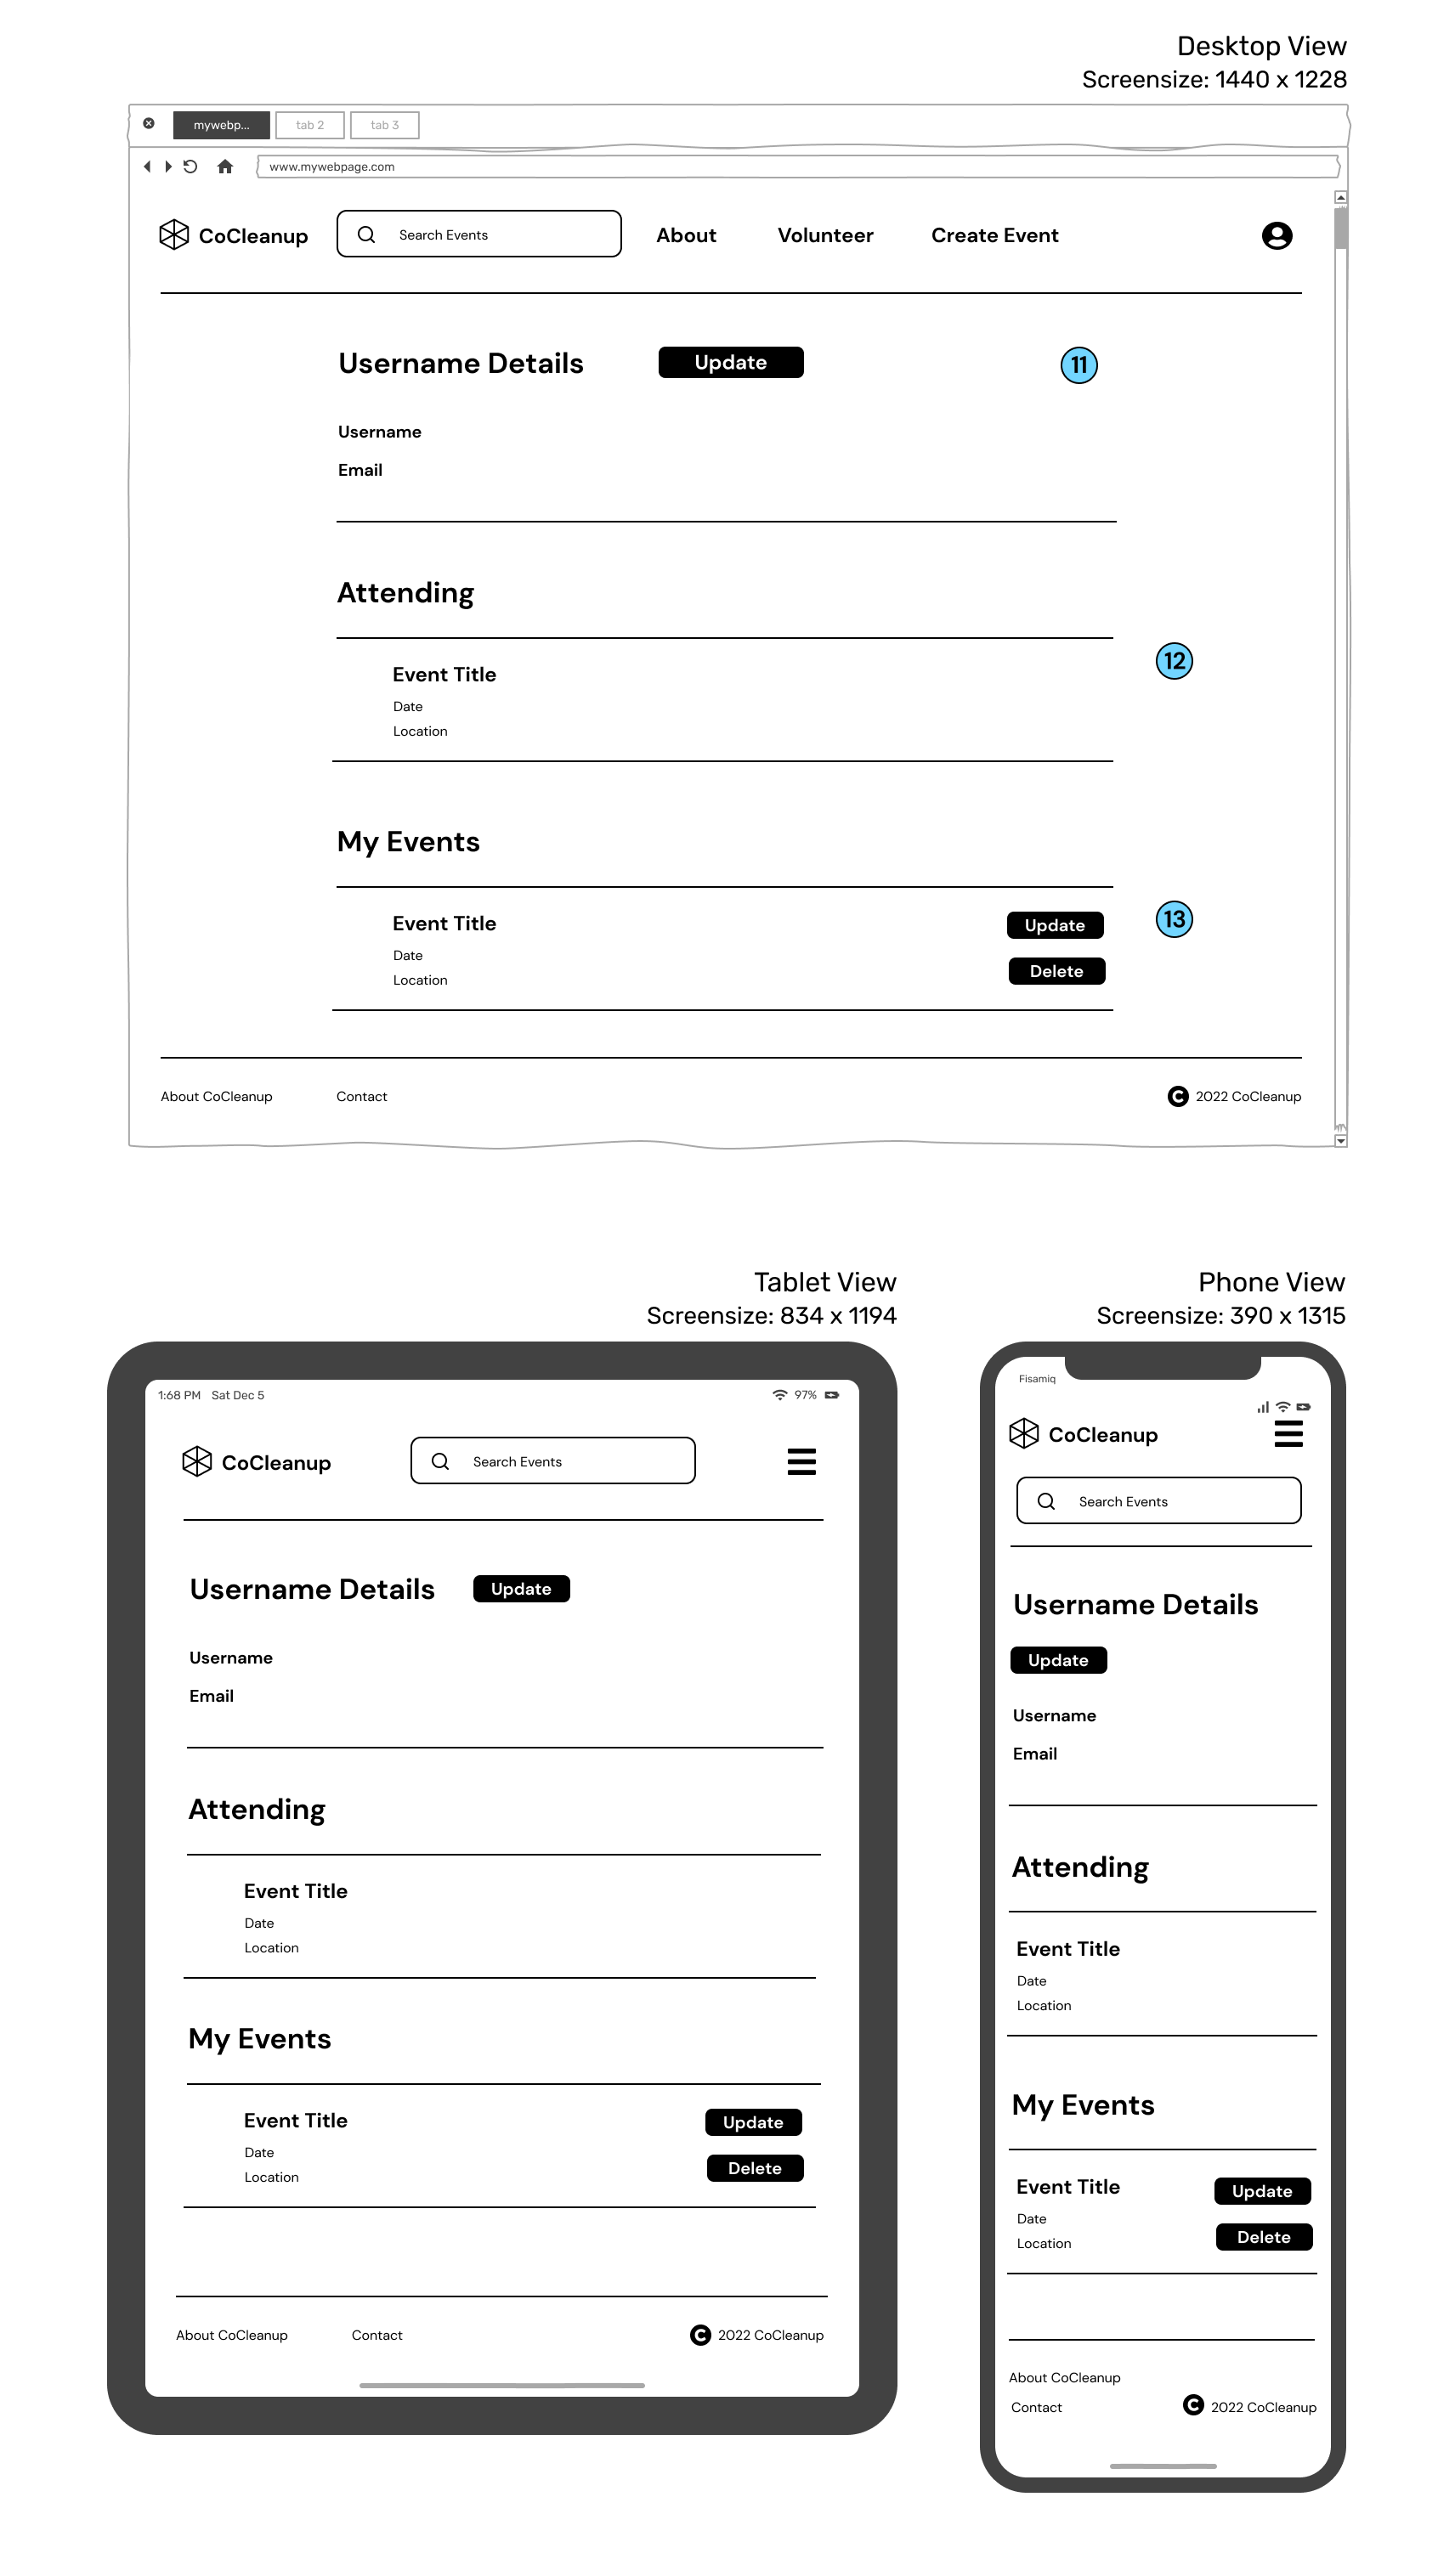 Desktop View
Screensize: 1440 x 1228
mywebp... tab 2 tab 3
www.mywebpage.com
CoCleanup Search Events About Volunteer Create Event
Username Details Update 11
Username
Email
Attending
12
Event Title
Date
Location
My Events
Event Title Update 13
Date
Delete
Location
About CoCleanup Contact C 2022 CoCleanup
Tablet View
Screensize: 834 x 1194
1:68 PM Sat Dec 5 97%
CoCleanup Search Events
Username Details Update
Username
Email
Attending
Event Title
Date
Location
My Events
Event Title Update
Date
Delete
Location
About CoCleanup Contact C 2022 CoCleanup
Phone View
Screensize: 390 x 1315
Fisamiq
CoCleanup
Search Events
Username Details
Update
Username
Email
Attending
Event Title
Date
Location
My Events
Event Title Update
Date
Location Delete
About CoCleanup
Contact C 2022 CoCleanup